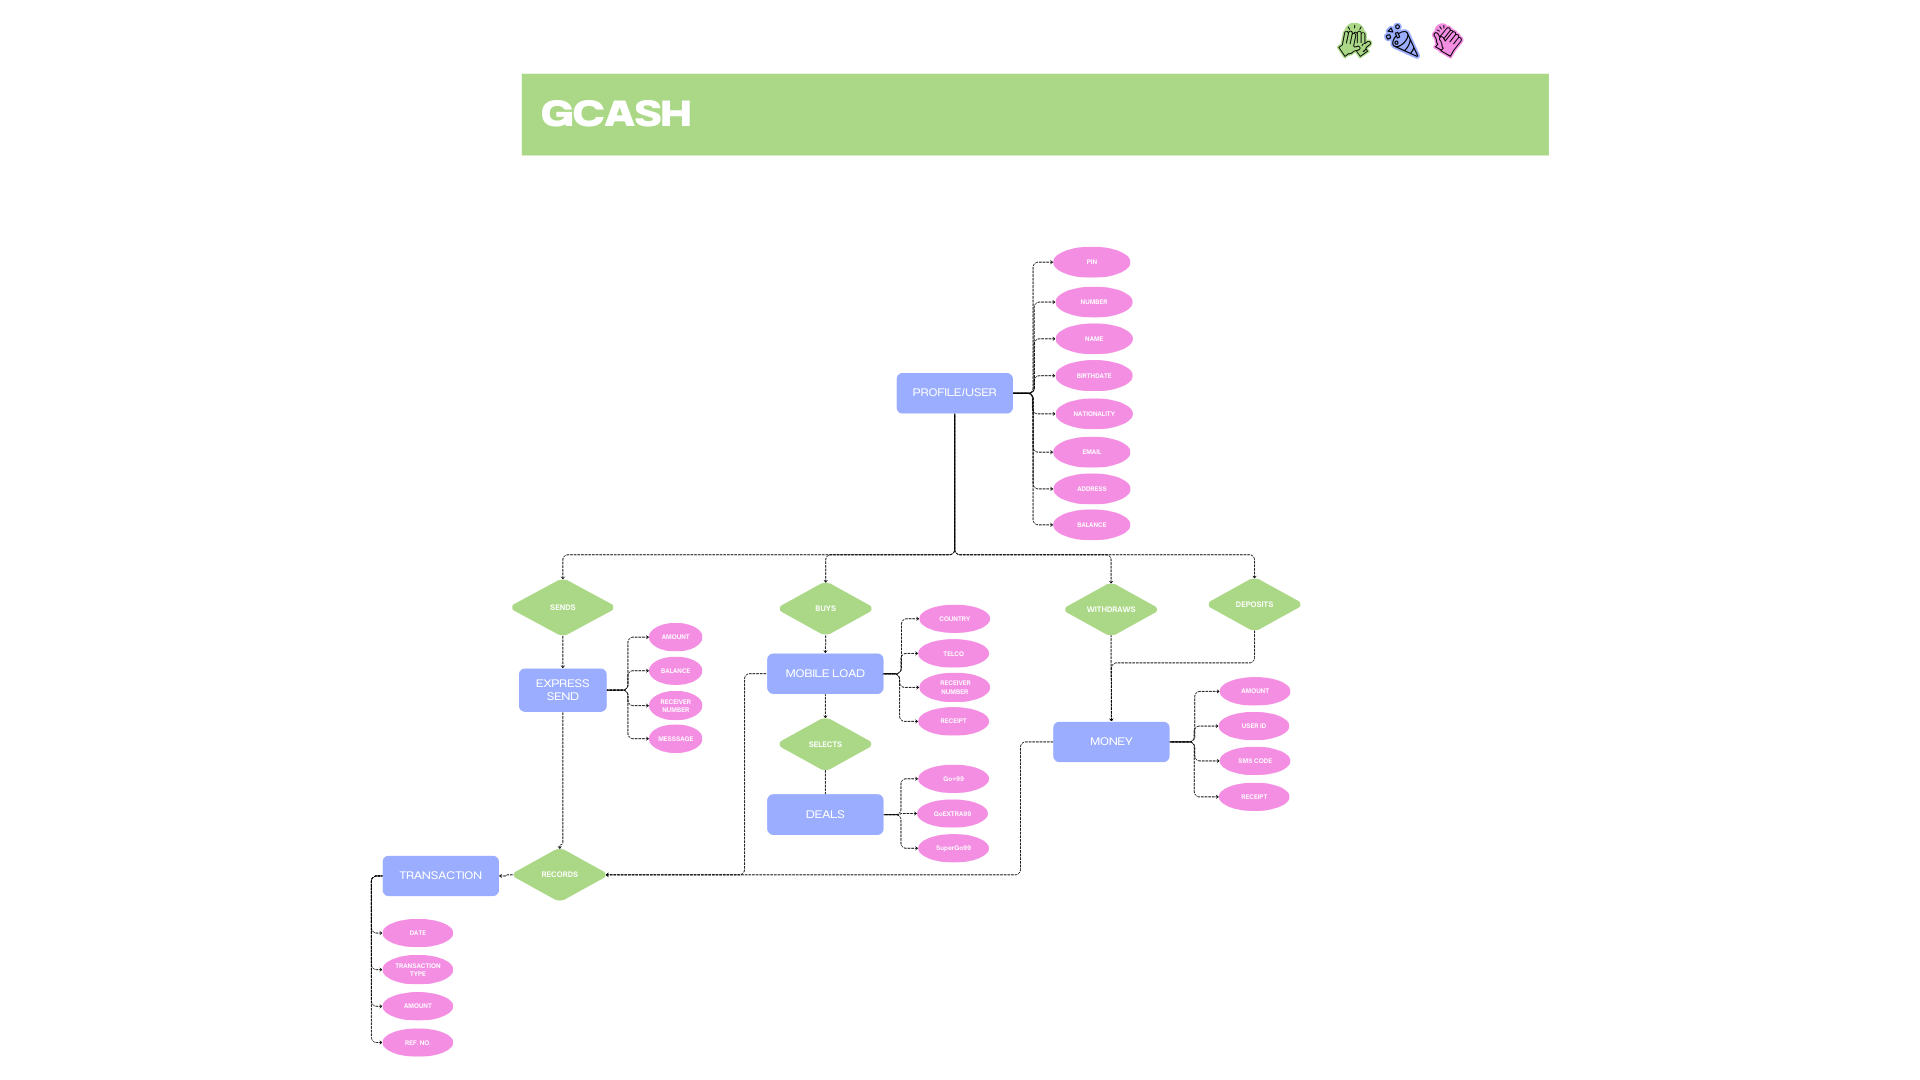 GCASH
PIN
NUMBER
NAME
BIRTHDATE
NATIONALITY
EMAIL
ADDRESS
BALANCE
PROFILE/USER
SENDS
BUYS
WITHDRAWS
DEPOSITS
EXPRESS
SEND
AMOUNT
BALANCE
RECEIVER
NUMBER
MESSSAGE
MOBILE LOAD
COUNTRY
TELCO
RECEIVER
NUMBER
RECEIPT
SELECTS
DEALS
Go+99
GoEXTRA99
SuperGo99
MONEY
AMOUNT
USER ID
SMS CODE
RECEIPT
TRANSACTION
RECORDS
DATE
TRANSACTION
TYPE
AMOUNT
REF. NO.